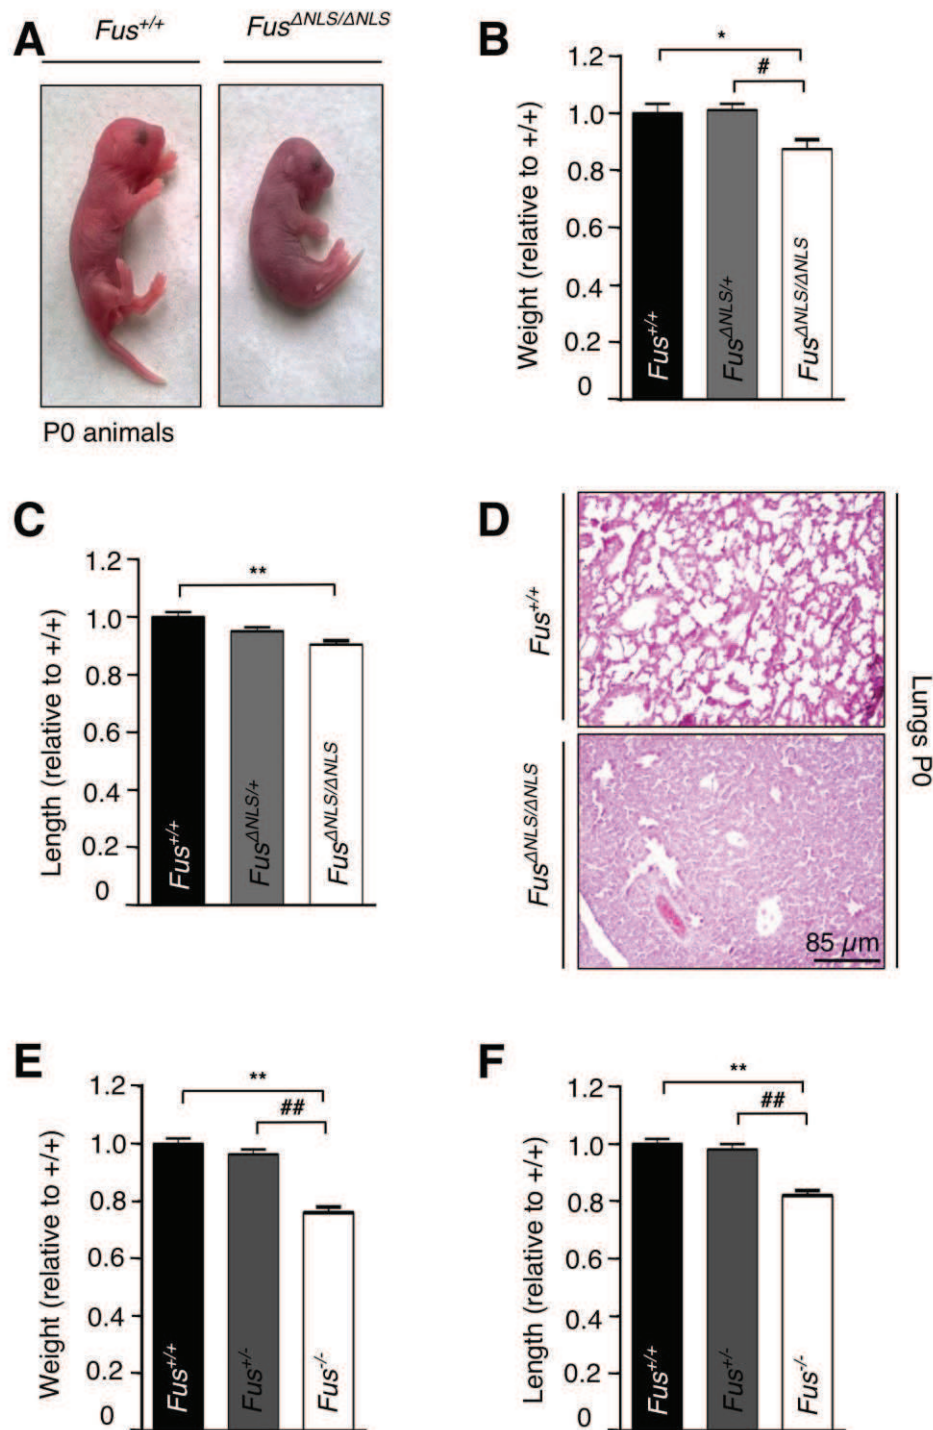 A
Fus+/+
FusΔNLS/ΔNLS
P0 animals
B
Weight (relative to +/+)
1.2
1.0
0.8
0.6
0.4
0.2
0
*
#
Fus+/+
FusΔNLS/+
FusΔNLS/ΔNLS
C
Length (relative to +/+)
1.2
1.0
0.8
0.6
0.4
0.2
0
**
Fus+/+
FusΔNLS/+
FusΔNLS/ΔNLS
D
Fus+/+
FusΔNLS/ΔNLS
Lungs P0
85 µm
E
Weight (relative to +/+)
1.2
1.0
0.8
0.6
0.4
0.2
0
**
##
Fus+/+
Fus+/-
Fus-/-
F
Length (relative to +/+)
1.2
1.0
0.8
0.6
0.4
0.2
0
**
##
Fus+/+
Fus+/-
Fus-/-